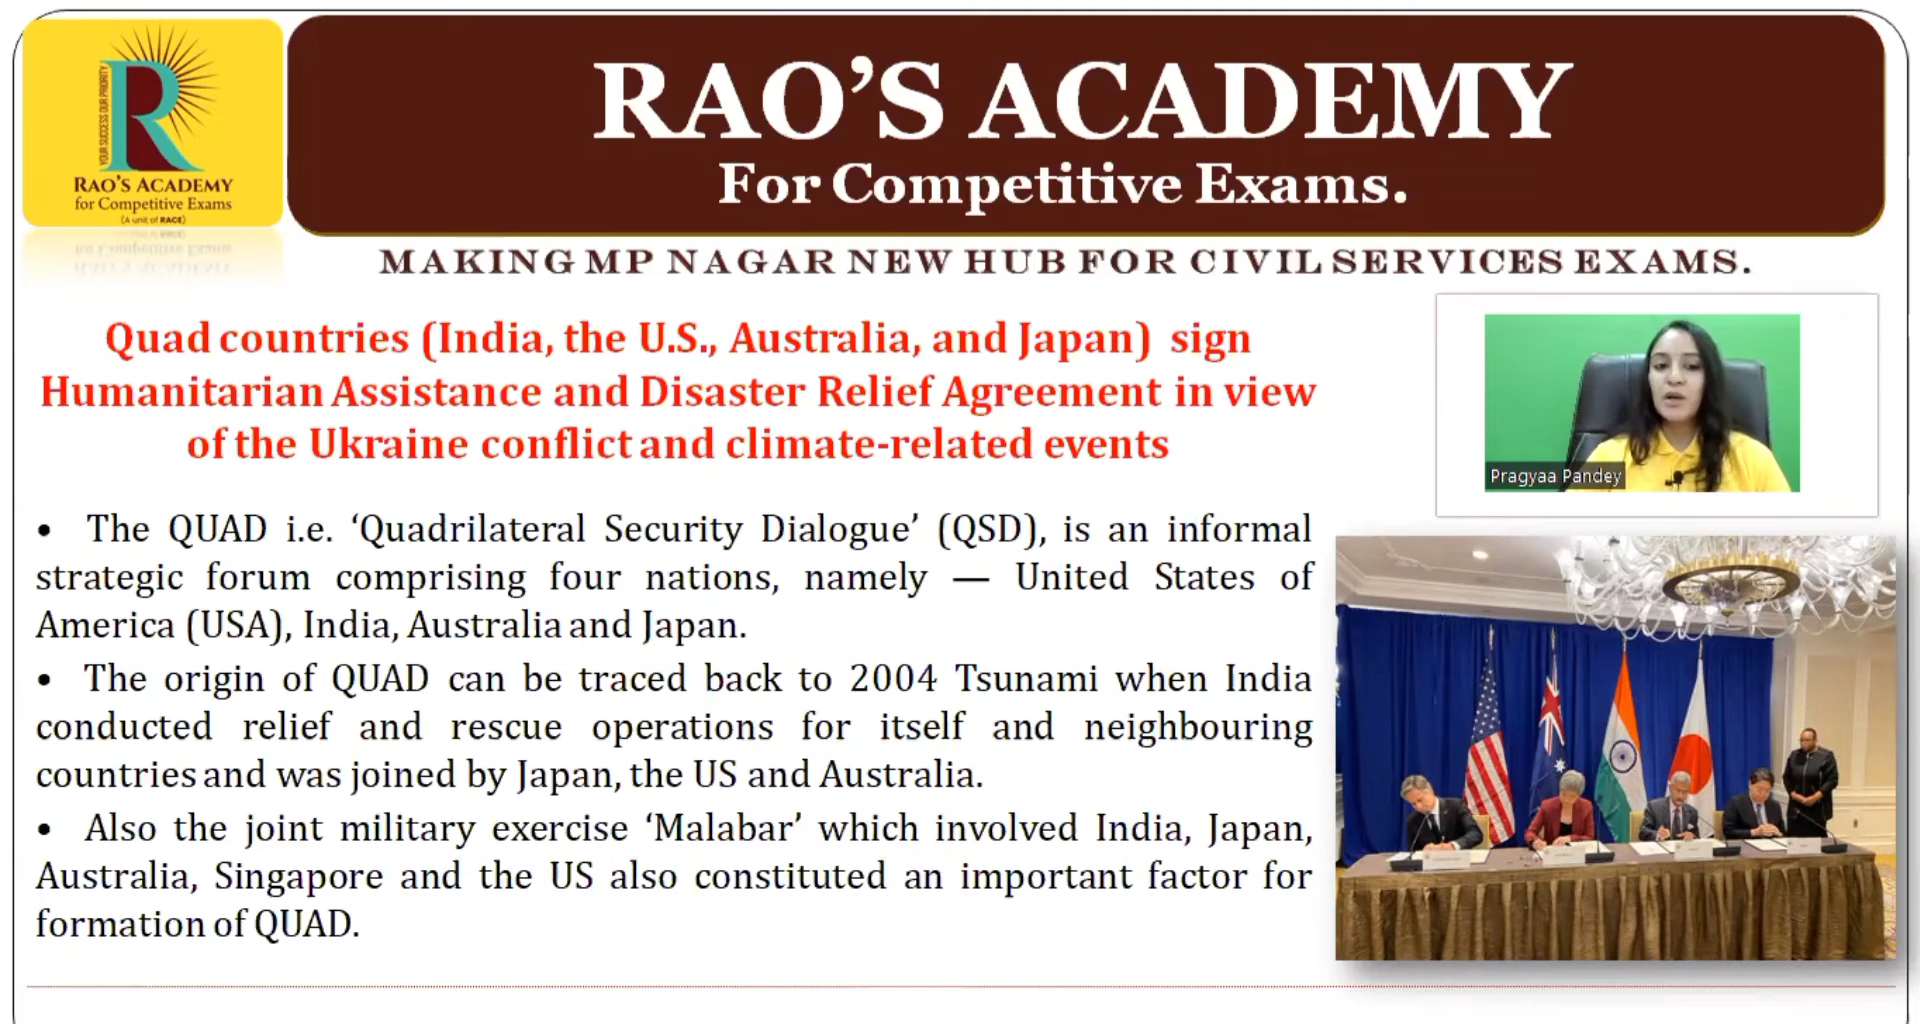 YOUR SUCCESS OUR PRIORITY
R
RAO'S ACADEMY
for Competitive Exams
(A unit of RACE)
RAO'S ACADEMY
For Competitive Exams.
MAKING MP NAGAR NEW HUB FOR CIVIL SERVICES EXAMS.
Quad countries (India, the U.S., Australia, and Japan) sign
Humanitarian Assistance and Disaster Relief Agreement in view
of the Ukraine conflict and climate-related events
Pragyaa Pandey
• The QUAD i.e. ‘Quadrilateral Security Dialogue’ (QSD), is an informal
strategic forum comprising four nations, namely — United States of
America (USA), India, Australia and Japan.
• The origin of QUAD can be traced back to 2004 Tsunami when India
conducted relief and rescue operations for itself and neighbouring
countries and was joined by Japan, the US and Australia.
• Also the joint military exercise ‘Malabar’ which involved India, Japan,
Australia, Singapore and the US also constituted an important factor for
formation of QUAD.